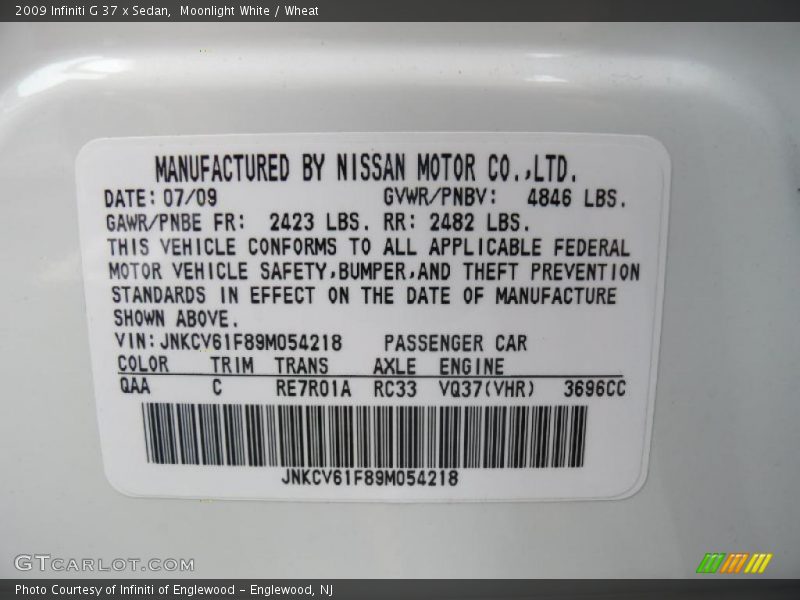 2009 Infiniti G 37 x Sedan,  Moonlight White / Wheat
MANUFACTURED BY NISSAN MOTOR CO.,LTD.
DATE: 07/09 GVWR/PNBV: 4846 LBS.
GAWR/PNBE FR: 2423 LBS. RR: 2482 LBS.
THIS VEHICLE CONFORMS TO ALL APPLICABLE FEDERAL
MOTOR VEHICLE SAFETY,BUMPER,AND THEFT PREVENTION
STANDARDS IN EFFECT ON THE DATE OF MANUFACTURE
SHOWN ABOVE.
VIN:JNKCV61F89M054218 PASSENGER CAR
COLOR TRIM TRANS AXLE ENGINE
QAA C RE7R01A RC33 VQ37(VHR) 3696CC
JNKCV61F89M054218
GTCARLOT.COM
Photo Courtesy of Infiniti of Englewood – Englewood, NJ